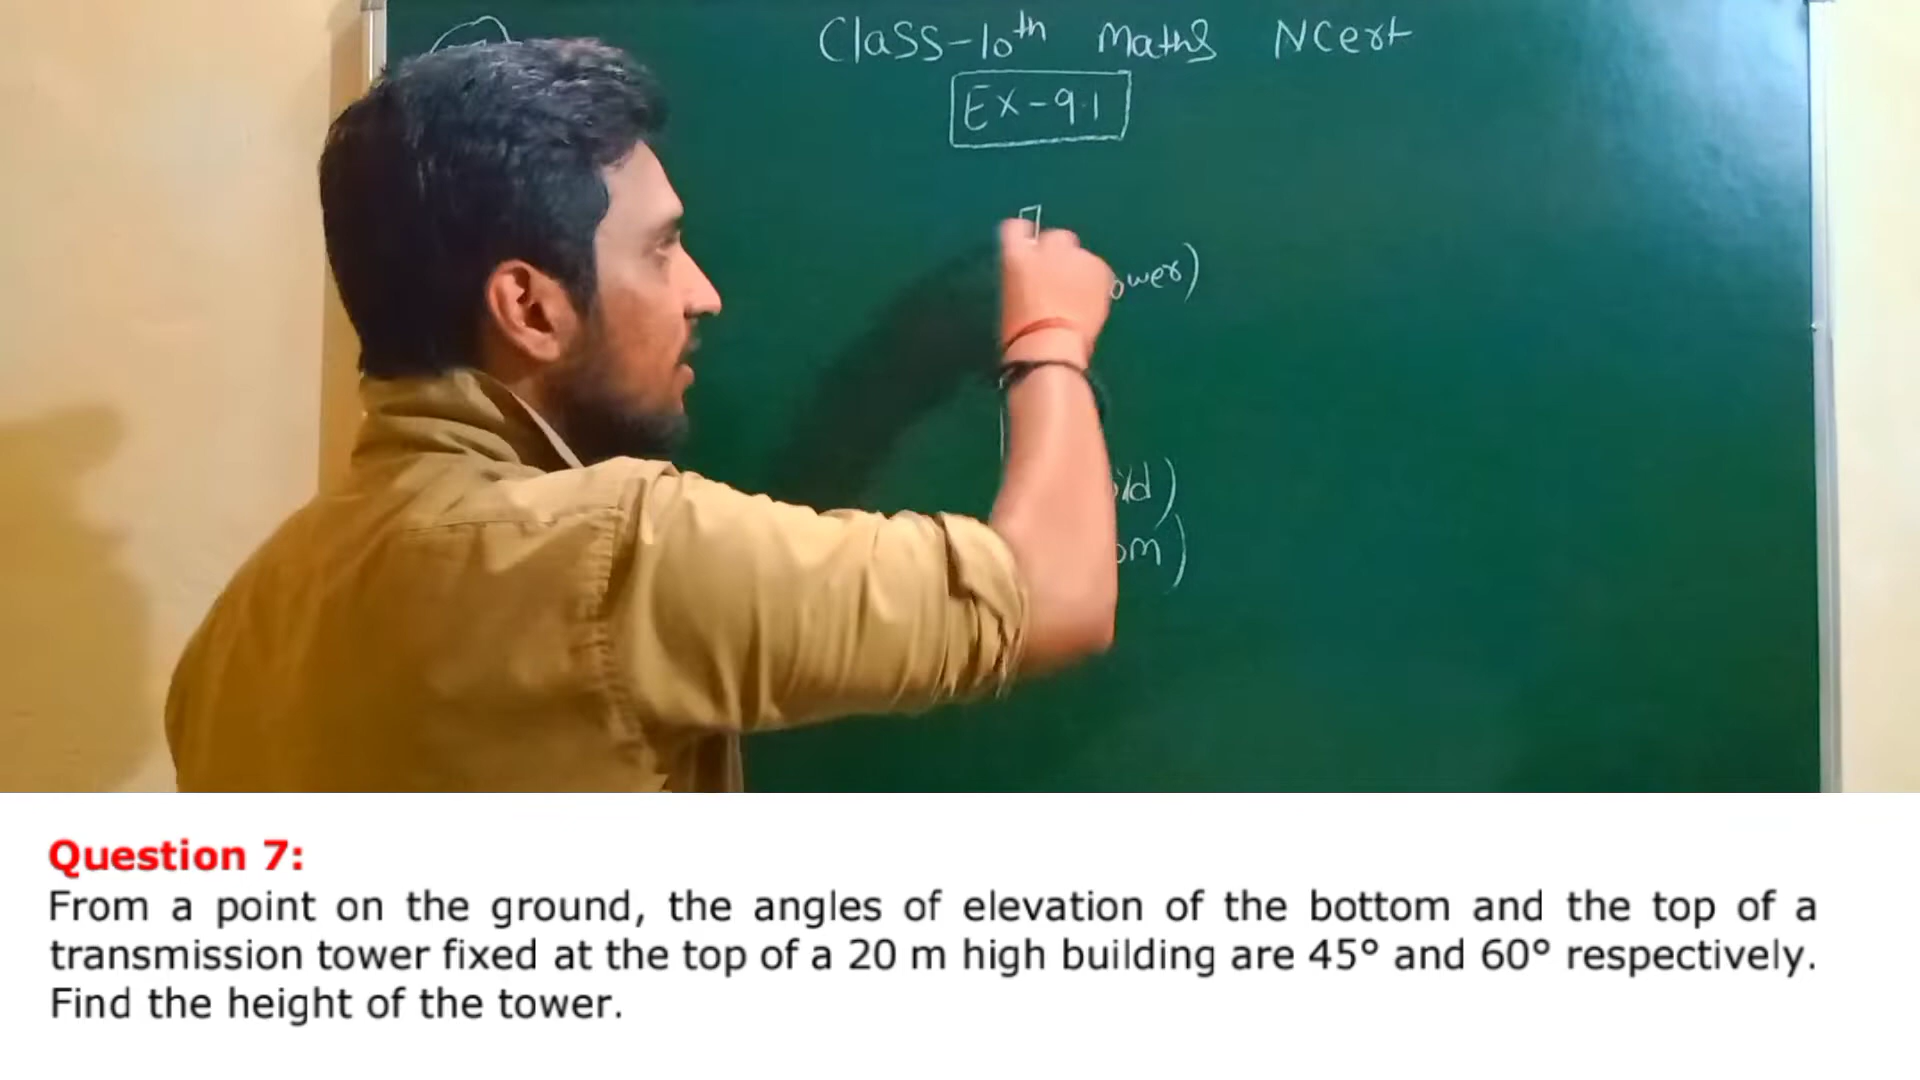 Class-10th Maths NCert
Ex-9.1
Question 7:
From a point on the ground, the angles of elevation of the bottom and the top of a
transmission tower fixed at the top of a 20 m high building are 45° and 60° respectively.
Find the height of the tower.